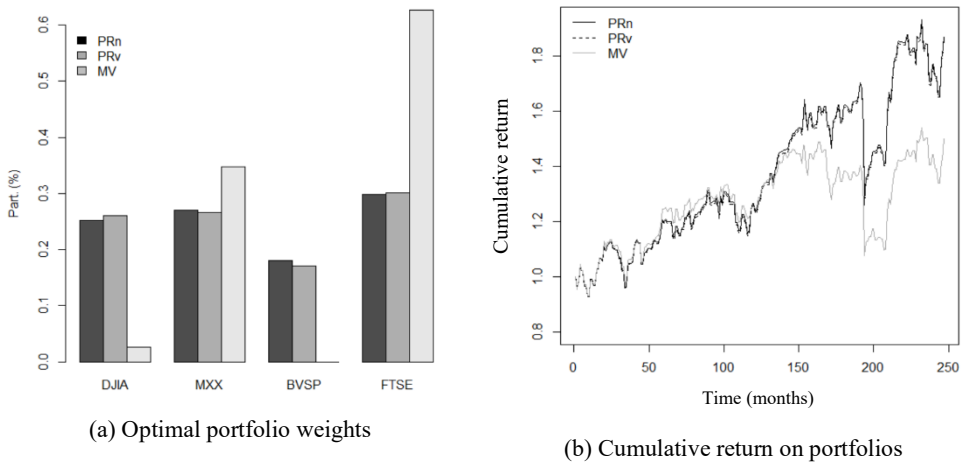 0.6
0.5
0.4
0.3
0.2
0.1
0.0
Part. (%)
PRn
PRv
MV
DJIA MXX BVSP FTSE
(a) Optimal portfolio weights
1.8
1.6
1.4
1.2
1.0
0.8
Cumulative return
PRn
PRv
MV
0 50 100 150 200 250
Time (months)
(b) Cumulative return on portfolios